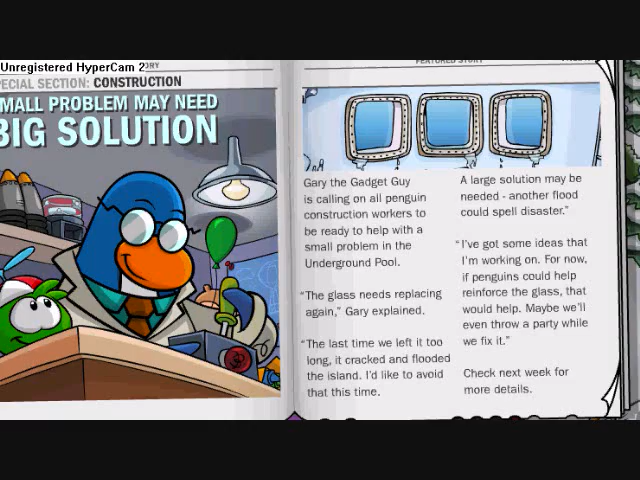 Unregistered HyperCam 2
ORY
PECIAL SECTION: CONSTRUCTION
MALL PROBLEM MAY NEED
BIG SOLUTION
FEATURED STORY
Gary the Gadget Guy
is calling on all penguin
construction workers to
be ready to help with a
small problem in the
Underground Pool.
“The glass needs replacing
again,” Gary explained.
“The last time we left it too
long, it cracked and flooded
the island. I'd like to avoid
that this time.
A large solution may be
needed - another flood
could spell disaster.”
“I've got some ideas that
I'm working on. For now,
if penguins could help
reinforce the glass, that
would help. Maybe we'll
even throw a party while
we fix it.”
Check next week for
more details.